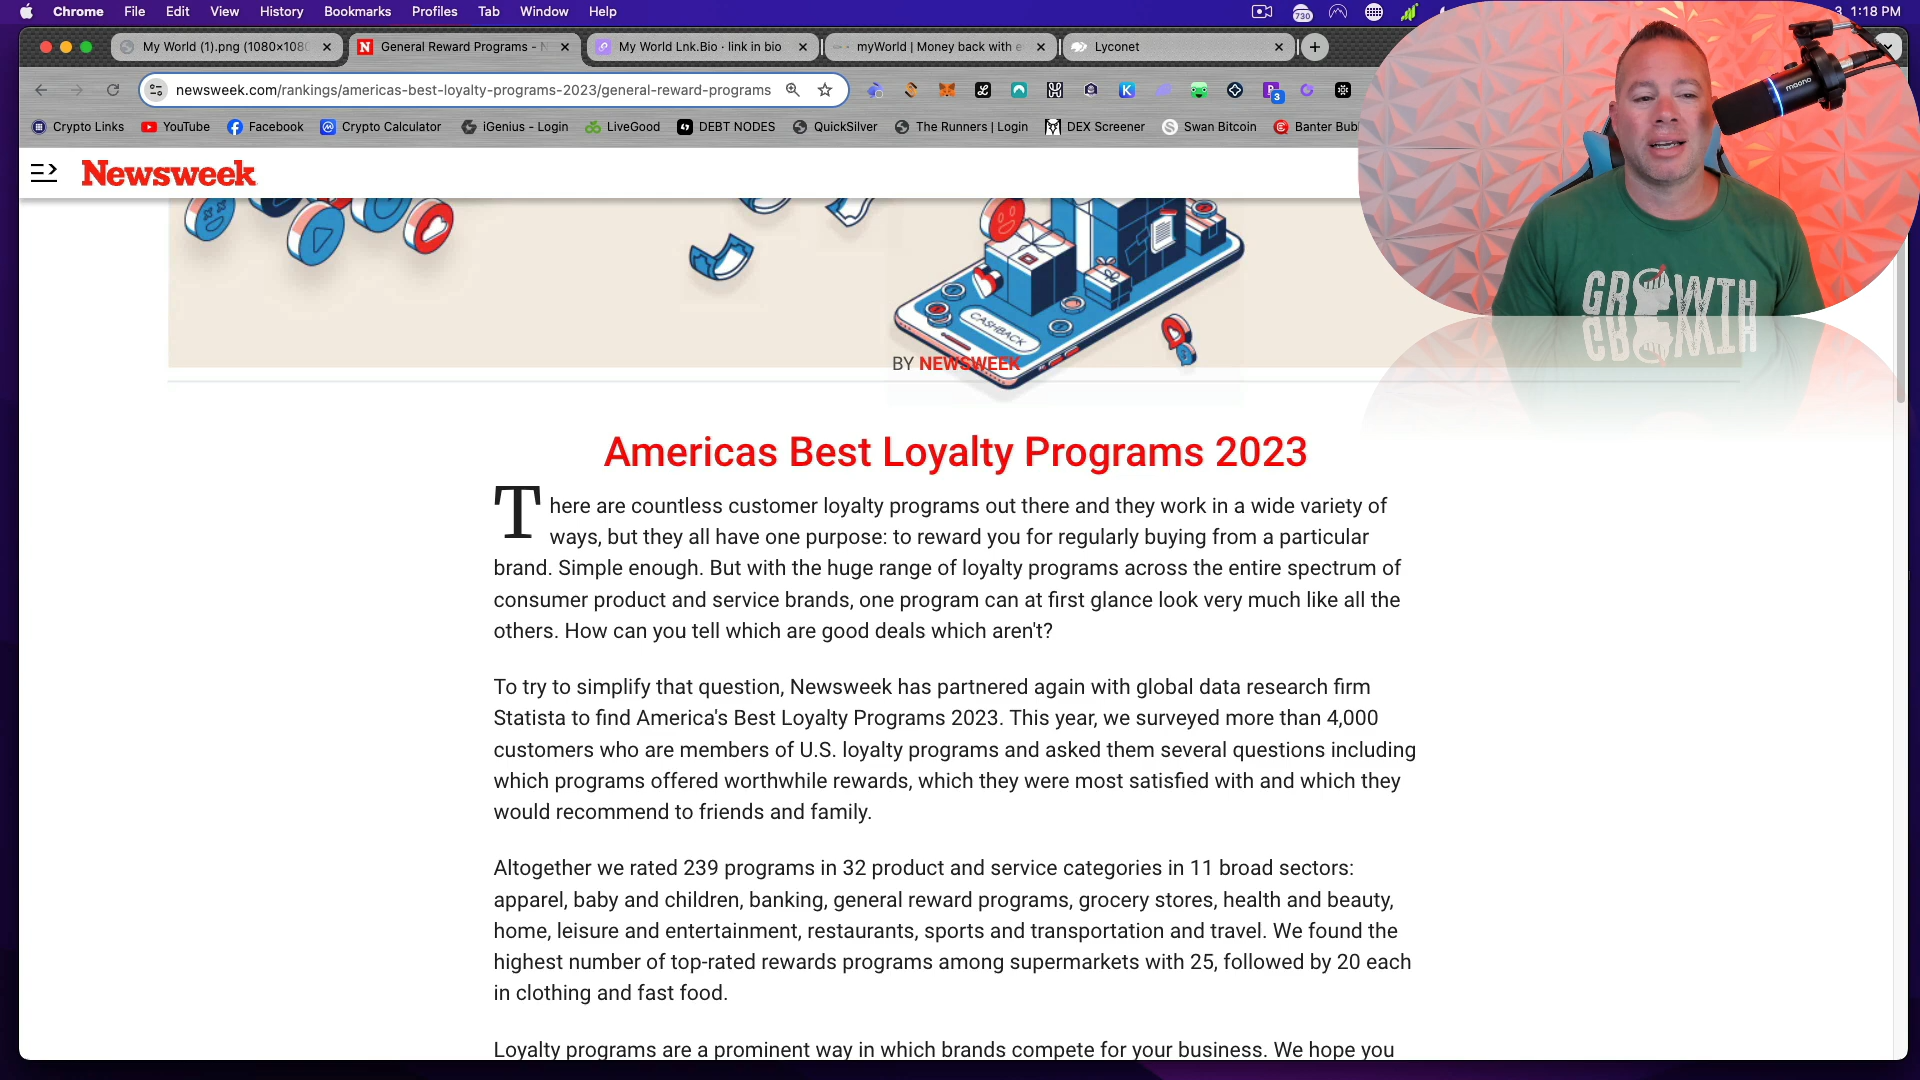 Chrome File Edit View History Bookmarks Profiles Tab Window Help 730 3 1:18 PM
My World (1).png (1080×108 General Reward Programs - N My World Lnk.Bio · link in bio myWorld | Money back with e Lyconet
newsweek.com/rankings/americas-best-loyalty-programs-2023/general-reward-programs 3
Crypto Links YouTube Facebook Crypto Calculator iGenius - Login LiveGood DEBT NODES QuickSilver The Runners | Login DEX Screener Swan Bitcoin Banter Bub
Newsweek
maono
GROWTH
CASHBACK
BY NEWSWEEK
Americas Best Loyalty Programs 2023
There are countless customer loyalty programs out there and they work in a wide variety of
ways, but they all have one purpose: to reward you for regularly buying from a particular
brand. Simple enough. But with the huge range of loyalty programs across the entire spectrum of
consumer product and service brands, one program can at first glance look very much like all the
others. How can you tell which are good deals which aren't?
To try to simplify that question, Newsweek has partnered again with global data research firm
Statista to find America's Best Loyalty Programs 2023. This year, we surveyed more than 4,000
customers who are members of U.S. loyalty programs and asked them several questions including
which programs offered worthwhile rewards, which they were most satisfied with and which they
would recommend to friends and family.
Altogether we rated 239 programs in 32 product and service categories in 11 broad sectors:
apparel, baby and children, banking, general reward programs, grocery stores, health and beauty,
home, leisure and entertainment, restaurants, sports and transportation and travel. We found the
highest number of top-rated rewards programs among supermarkets with 25, followed by 20 each
in clothing and fast food.
Loyalty programs are a prominent way in which brands compete for your business. We hope you